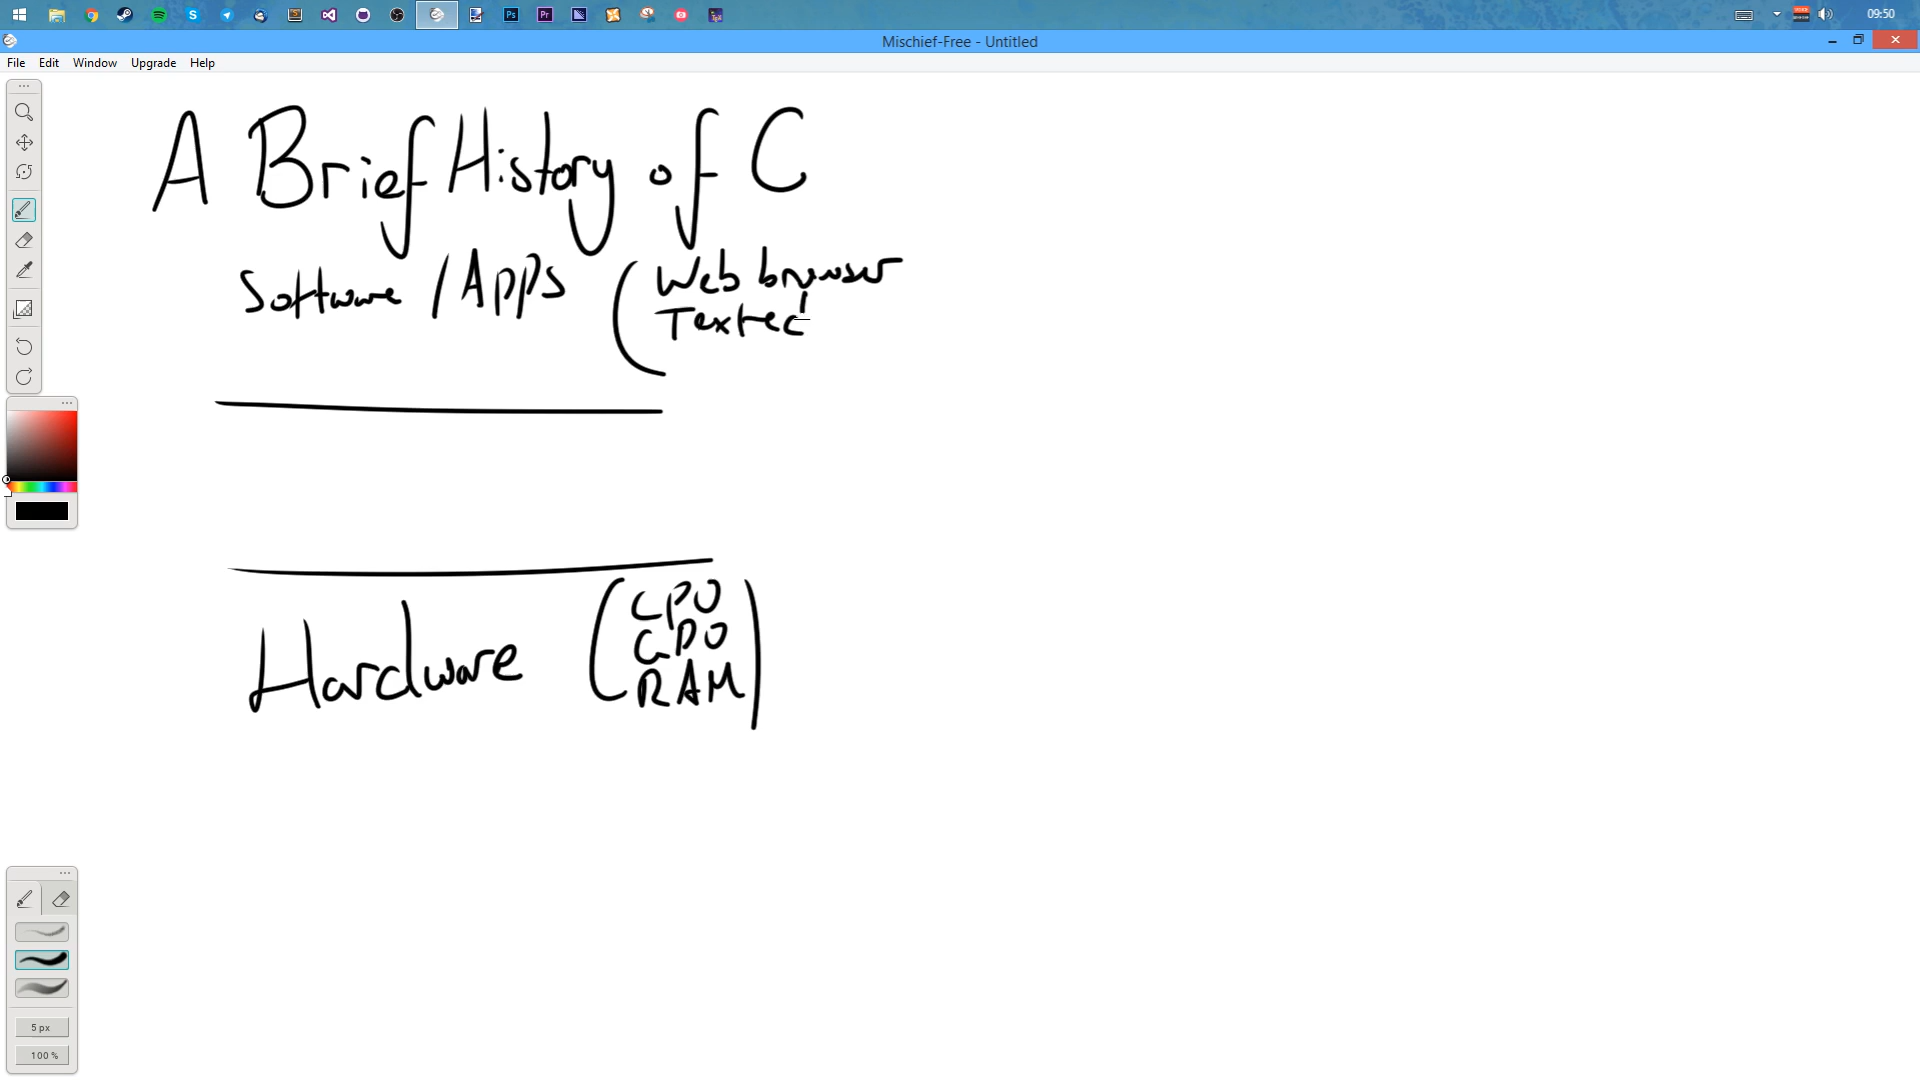 09:50
Mischief-Free - Untitled
File Edit Window Upgrade Help
A Brief History of C
Software / Apps (Web browser
Texted
Hardware (CPU
GPU
RAM)
5 px
100 %